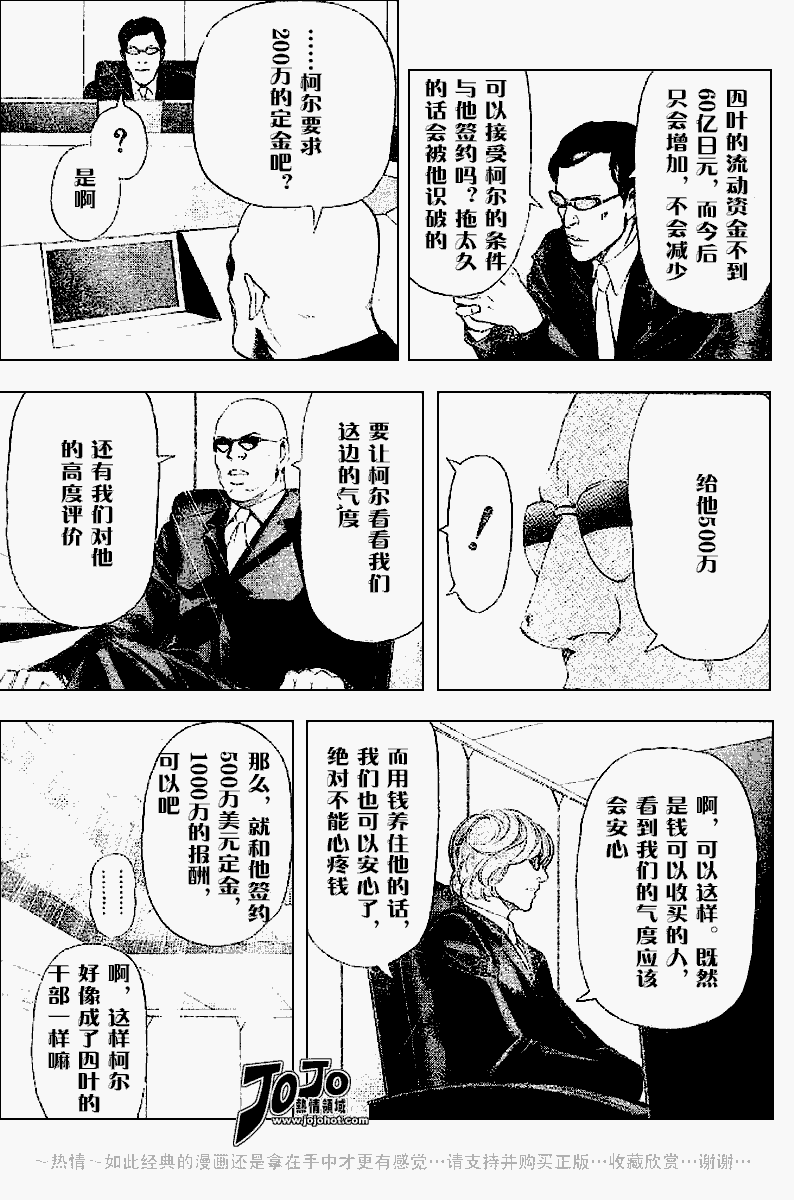 四叶的流动资金不到
60亿日元，而今后
只会增加，不会减少
可以接受柯尔的条件
与他签约吗？拖太久
的话会被他识破的
……柯尔要求
200万的定金吧？
？
是啊
给他500万
！
要让柯尔看看我们
这边的气度
还有我们对他
的高度评价
啊，可以这样。既然
是钱可以收买的人，
看到我们的气度应该
会安心
而用钱养住他的话，
我们也可以安心了，
绝对不能心疼钱
那么，就和他签约
500万美元定金，
1000万的报酬，
可以吧
………
啊，这样柯尔
好像成了四叶的
干部一样嘛
JOJO
热情领域
www.jojohot.com
～热情～如此经典的漫画还是拿在手中才更有感觉…请支持并购买正版…收藏欣赏…谢谢…